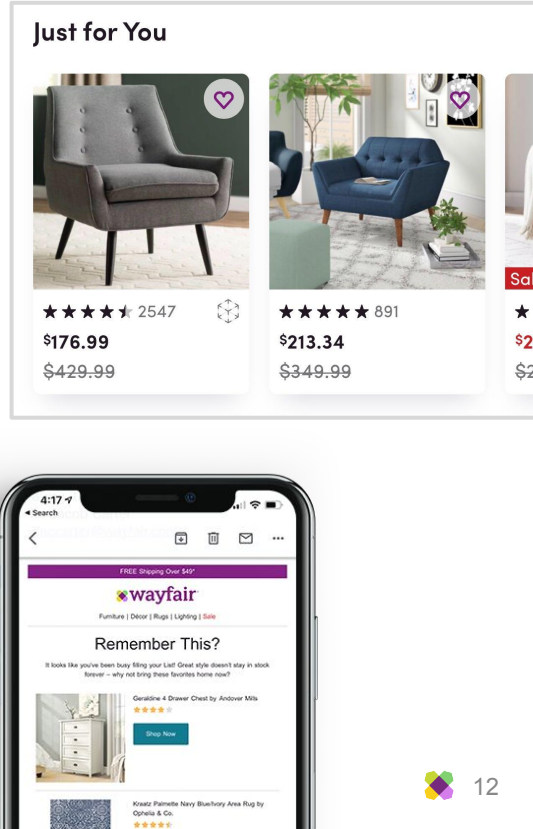 Just for You
2547
891
$176.99
$213.34
$429.99
$349.99
4:17
Search
FREE Shipping Over $49*
wayfair
Furniture | Décor | Rugs | Lighting | Sale
Remember This?
It looks like you've been busy filling your List! Great style doesn't stay in stock
forever – why not bring these favorites home now?
Geraldine 4 Drawer Chest by Andover Mills
Shop Now
Kraatz Palmette Navy Blue/Ivory Area Rug by
Ophelia & Co.
12